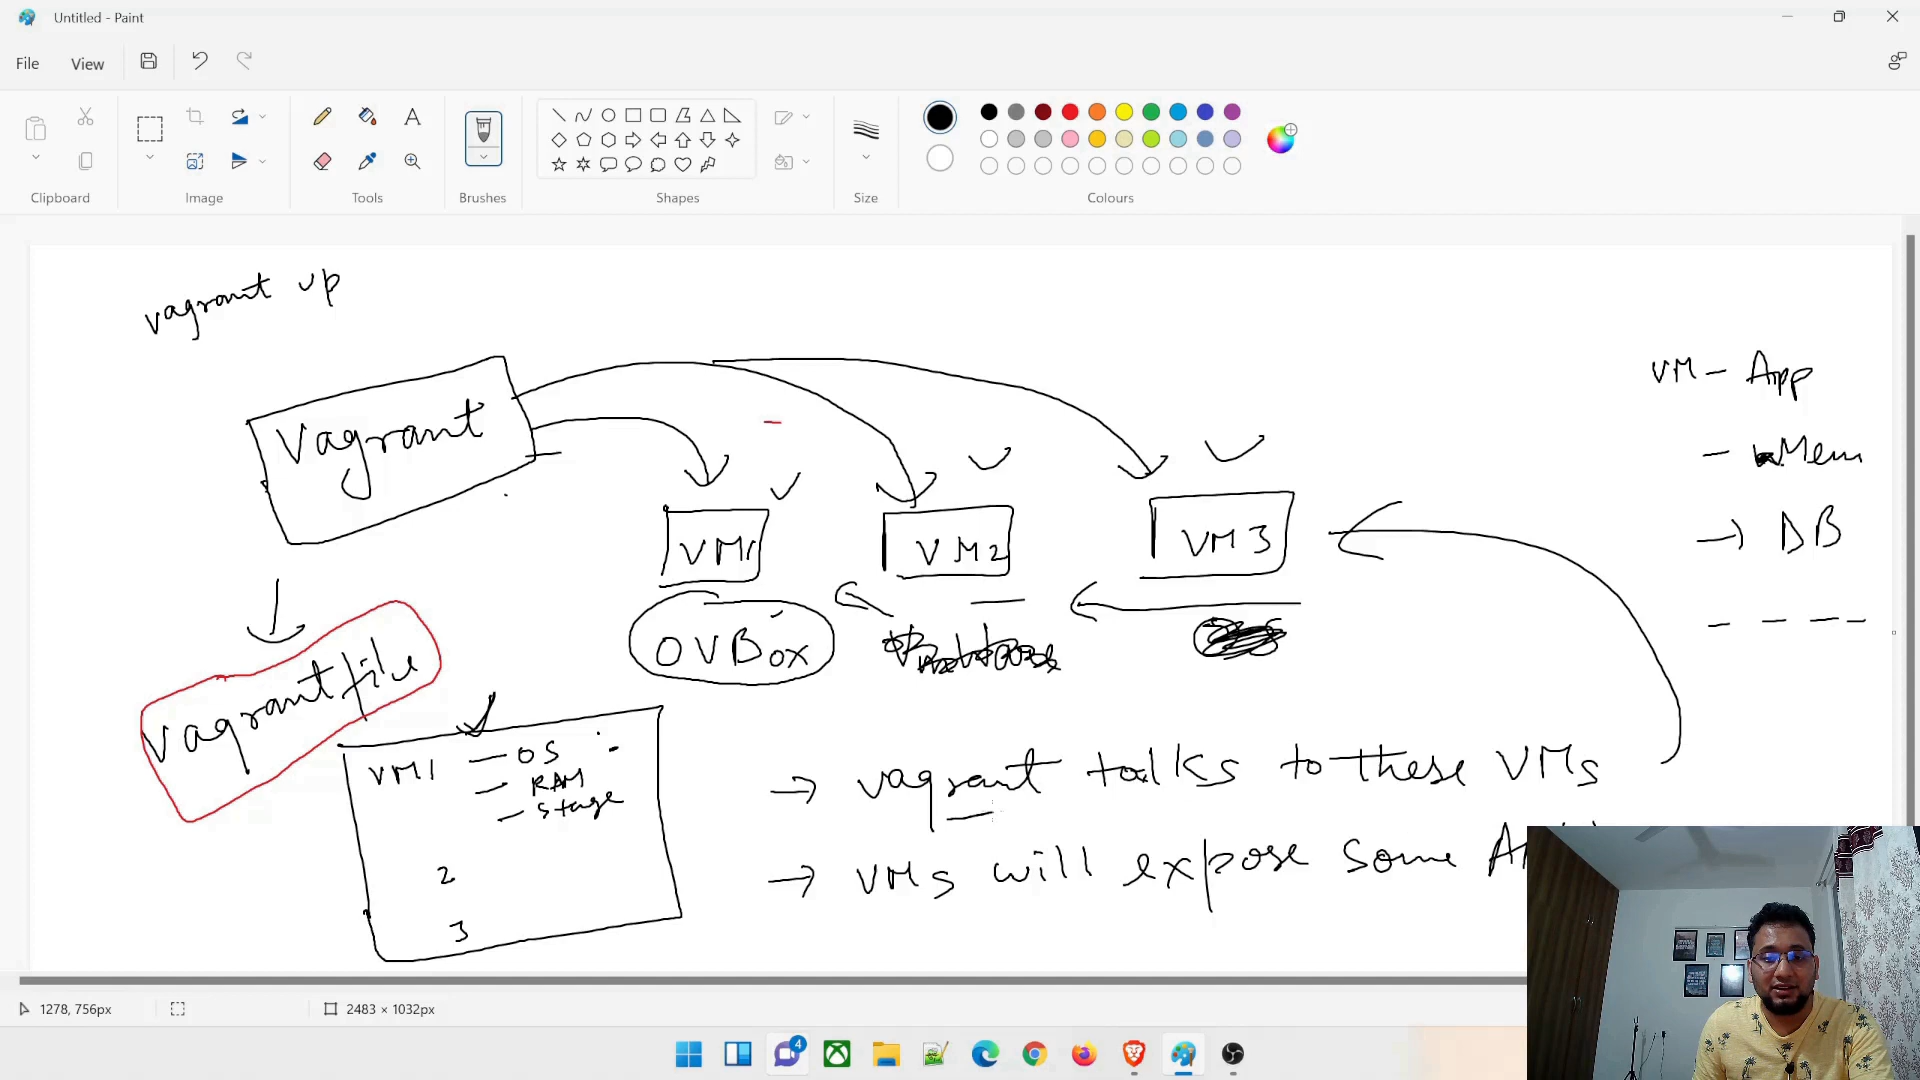 Untitled - Paint
File
View
Clipboard
Image
Tools
Brushes
Shapes
Size
Colours
vagrant up
Vagrant
VM1
VM2
VM3
OVBox
VM - App
- Mem
→ DB
- - - -
vagrantfile
VM1 - OS
- RAM
- Stage
2
3
→ vagrant talks to these VMs
→ VMs will expose some
1278, 756px
2483 × 1032px
4